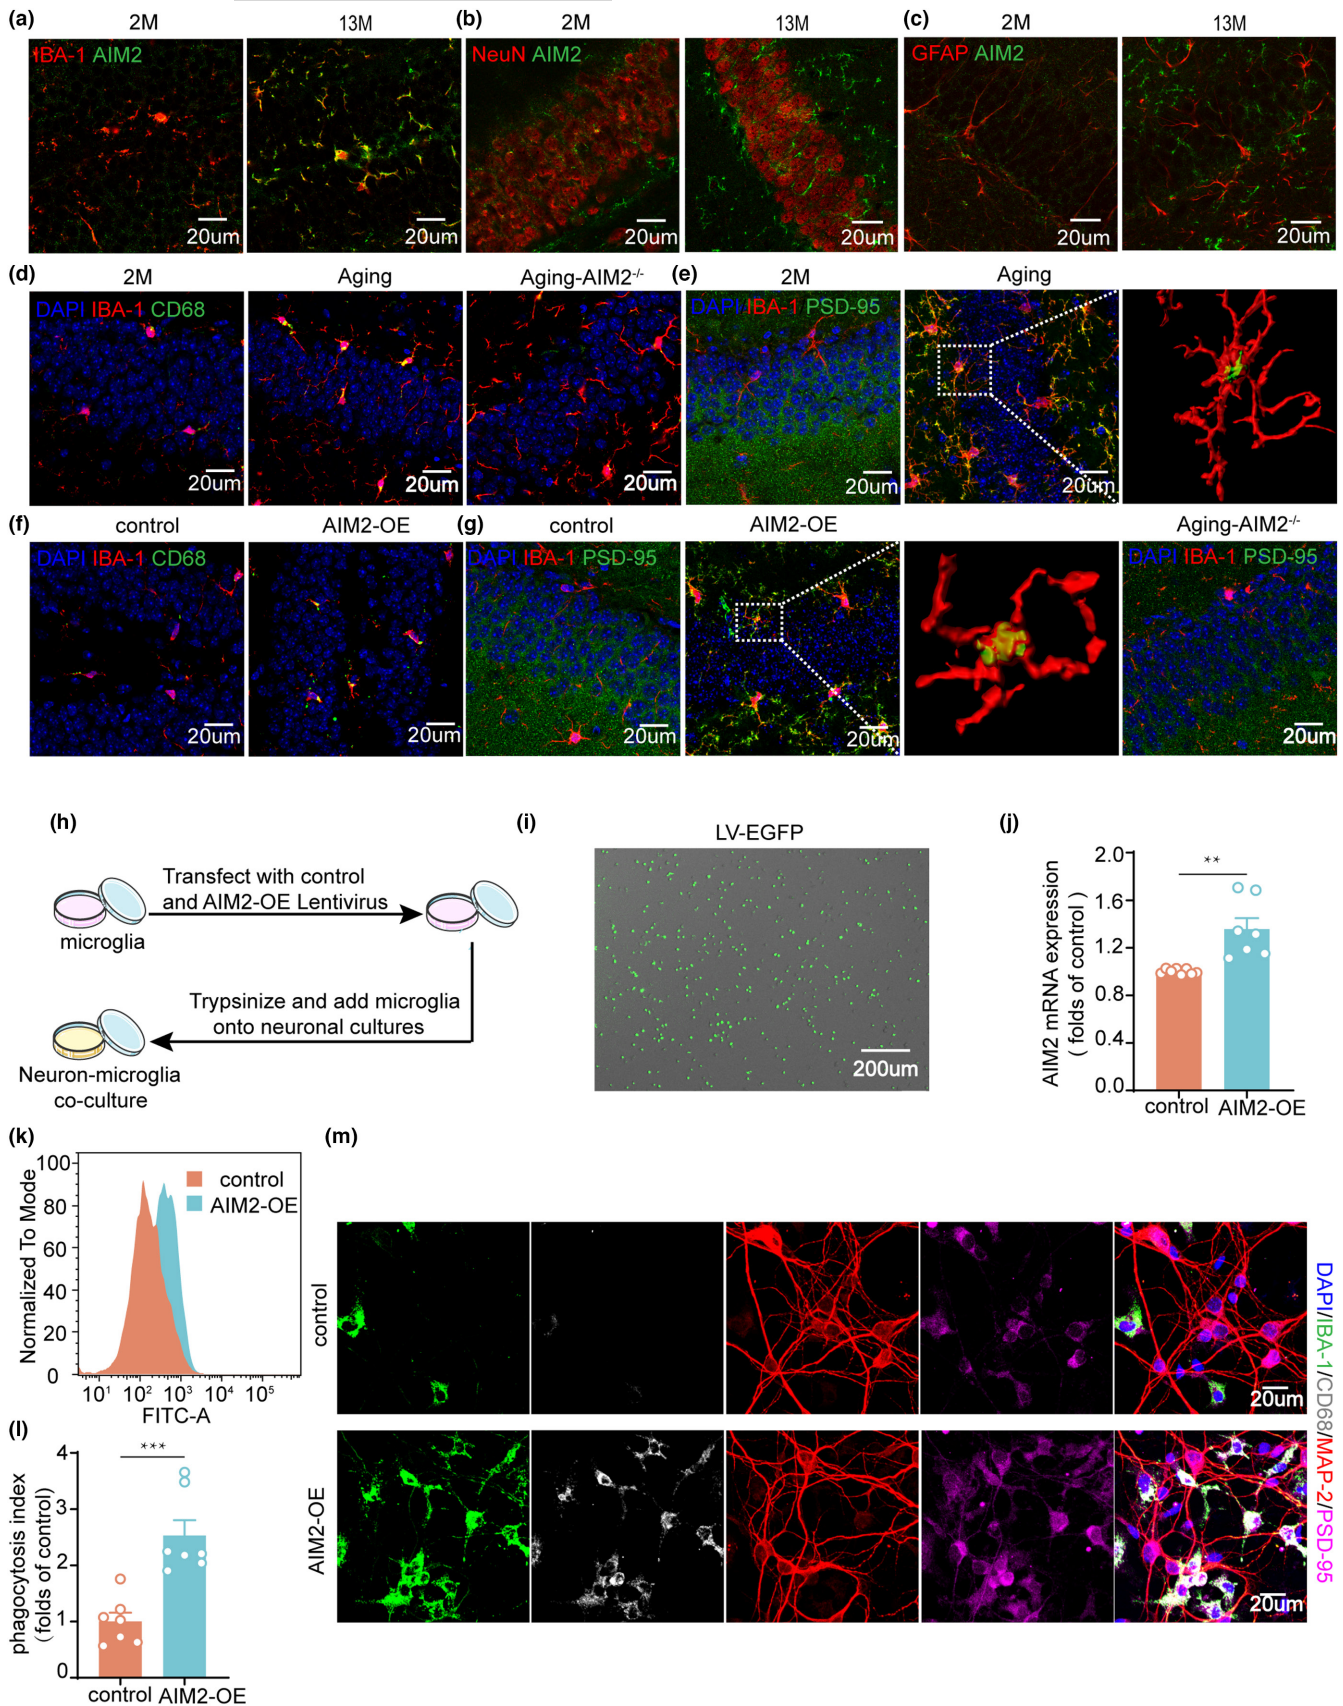 (a) 2M 13M (b) 2M 13M (c) 2M 13M
IBA-1 AIM2 NeuN AIM2 GFAP AIM2
20um 20um 20um 20um 20um 20um
(d) 2M Aging Aging-AIM2-/- (e) 2M Aging
DAPI IBA-1 CD68 DAPI IBA-1 PSD-95
20um 20um 20um 20um 20um
(f) control AIM2-OE (g) control AIM2-OE Aging-AIM2-/-
DAPI IBA-1 CD68 DAPI IBA-1 PSD-95 DAPI IBA-1 PSD-95
20um 20um 20um 20um 20um
(h)
Transfect with control
and AIM2-OE Lentivirus
microglia
Trypsinize and add microglia
onto neuronal cultures
Neuron-microglia
co-culture
(i)
LV-EGFP
200um
(j)
AIM2 mRNA expression
( folds of control )
2.0
1.6
1.2
0.8
0.4
0.0
**
control AIM2-OE
(k)
Normalized To Mode
100
80
60
40
20
0
control
AIM2-OE
10¹ 10² 10³ 10⁴ 10⁵
FITC-A
(l)
phagocytosis index
(folds of control)
4
3
2
1
0
***
control AIM2-OE
(m)
control
20um
AIM2-OE
20um
DAPI/IBA-1/CD68/MAP-2/PSD-95